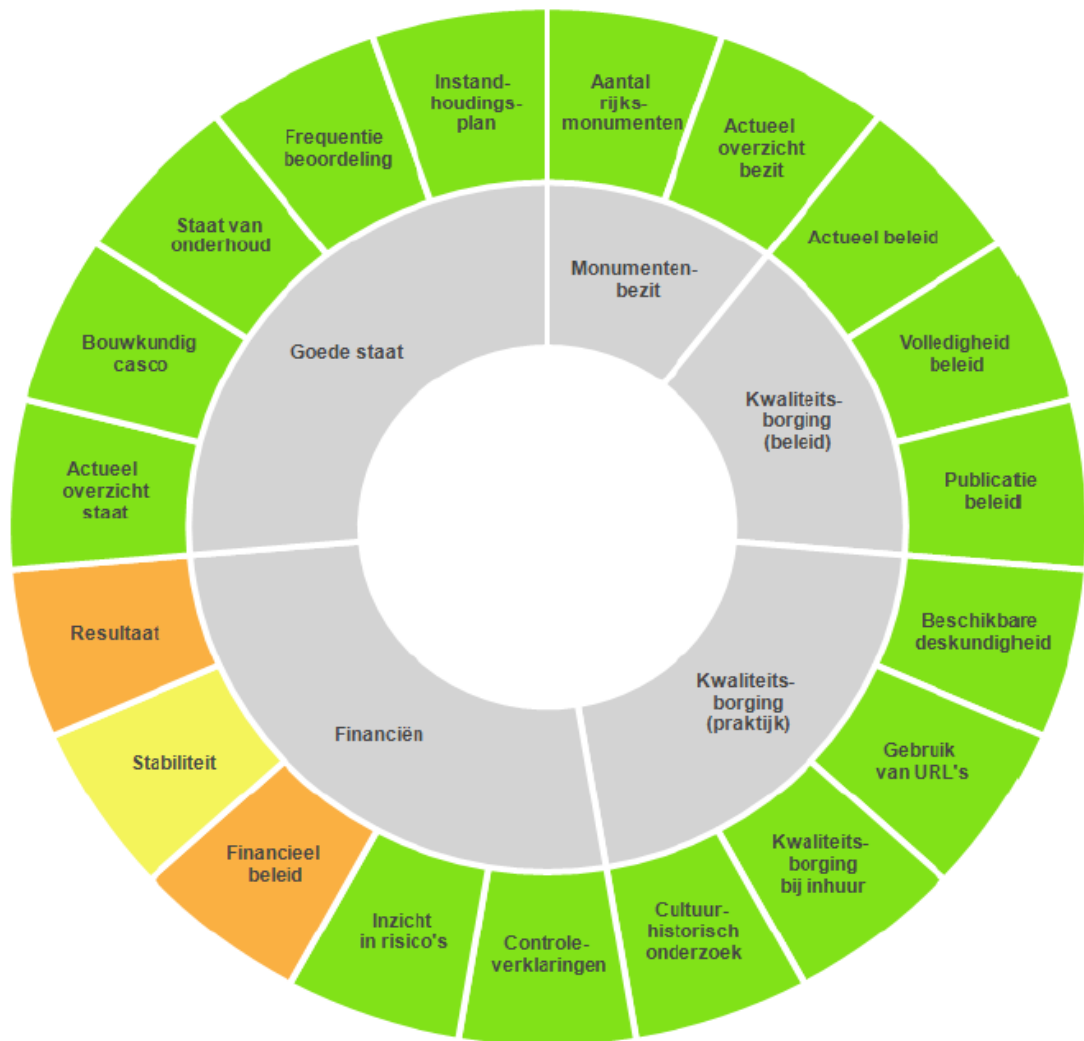 Aantal
rijks-
monumenten
Actueel
overzicht
bezit
Actueel beleid
Volledigheid
beleid
Publicatie
beleid
Beschikbare
deskundigheid
Gebruik
van URL's
Kwaliteits-
borging
bij inhuur
Cultuur-
historisch
onderzoek
Controle-
verklaringen
Inzicht
in risico's
Financieel
beleid
Stabiliteit
Resultaat
Actueel
overzicht
staat
Bouwkundig
casco
Staat van
onderhoud
Frequentie
beoordeling
Instand-
houdings-
plan
Monumenten-
bezit
Kwaliteits-
borging
(beleid)
Kwaliteits-
borging
(praktijk)
Financiën
Goede staat